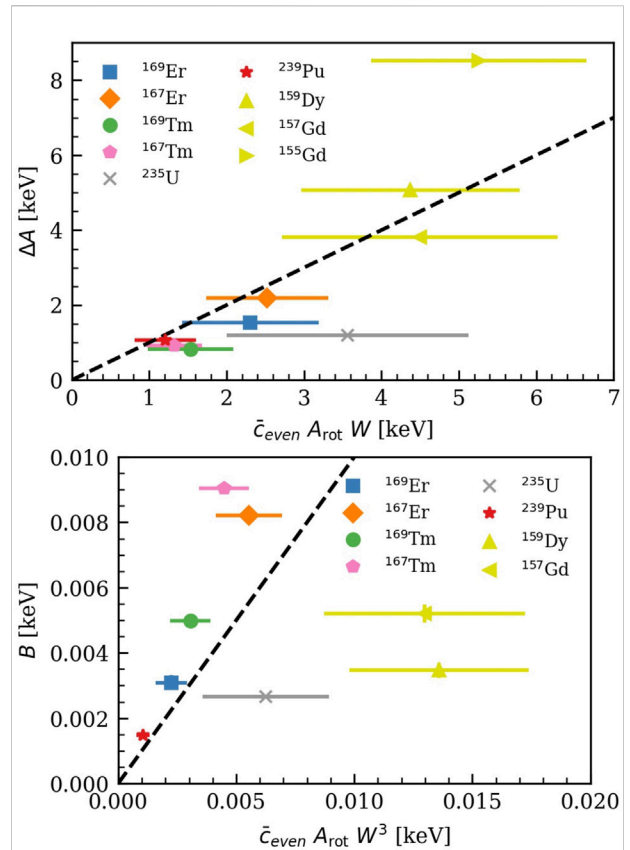 8
6
4
2
0
ΔA [keV]
¹⁶⁹Er
¹⁶⁷Er
¹⁶⁹Tm
¹⁶⁷Tm
²³⁵U
²³⁹Pu
¹⁵⁹Dy
¹⁵⁷Gd
¹⁵⁵Gd
0 1 2 3 4 5 6 7
c̄even Arot W [keV]
0.010
0.008
0.006
0.004
0.002
0.000
B [keV]
¹⁶⁹Er
¹⁶⁷Er
¹⁶⁹Tm
¹⁶⁷Tm
²³⁵U
²³⁹Pu
¹⁵⁹Dy
¹⁵⁷Gd
0.000 0.005 0.010 0.015 0.020
c̄even Arot W³ [keV]